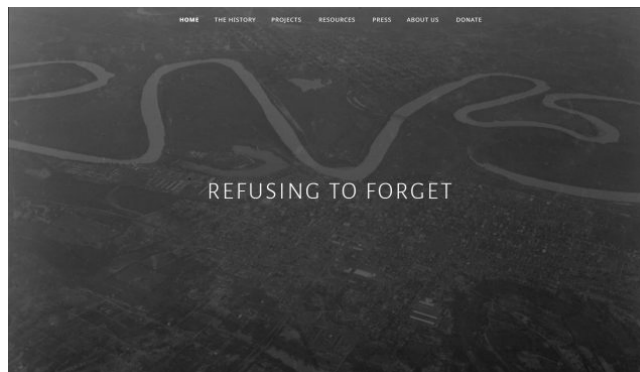 HOME THE HISTORY PROJECTS RESOURCES PRESS ABOUT US DONATE
REFUSING TO FORGET